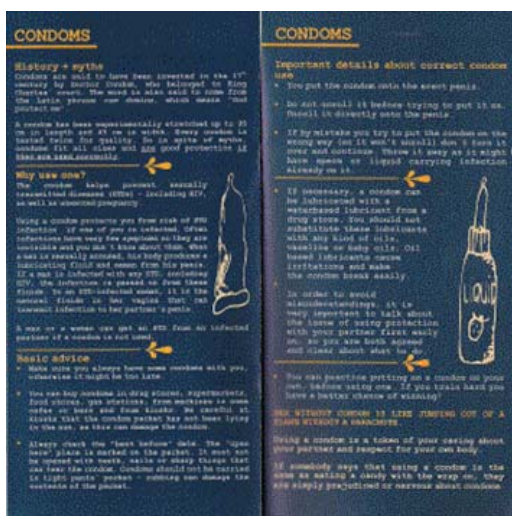 CONDOMS
History + myths
Condoms are said to have been invented in the 17th
century by Doctor Condom, who belonged to King
Charles' court. The word is also said to come from
the latin phrase which means "that
protect me".
A condom has been experimentally stretched up to
cm in length and cm in width. Every condom is
tested twice for quality. So in spite of myths,
condoms fit all sizes and are good protection if
they are used correctly.
Why use one?
The condom helps prevent sexually
transmitted diseases (STDs) - including HIV,
as well as unwanted pregnancy.
Using a condom protects you from risk of STD
infection if one of you is infected. Often
infections have very few symptoms so they are
invisible and you don't know about them. When
a man is sexually aroused, his body produces a
lubricating fluid and semen from his penis.
If a man is infected with any STD, including
HIV, the infection is passed on from these
fluids. In an STD-infected woman, it is the
natural fluids in her vagina that can
transmit infection to her partner's penis.
A man or a woman can get an STD from an infected
partner if a condom is not used.
Basic advice
• Make sure you always have some condoms with you,
otherwise it might be too late.
• You can buy condoms in drug stores, supermarkets,
food stores, gas stations, from machines in some
cafes or bars and from kiosks. Be careful at
kiosks that the condom packet has not been lying
in the sun, as this can damage the condom.
• Always check the "best before" date. The "open
here" place is marked on the packet. It must not
be opened with teeth, nails or sharp things that
can tear the condom. Condoms should not be carried
in tight pants' pocket - rubbing can damage the
contents of the packet.
CONDOMS
Important details about correct condom
use
• You put the condom onto the erect penis.
• Do not unroll it before trying to put it on.
Unroll it directly onto the penis.
• If by mistake you try to put the condom on the
wrong way (so it won't unroll) don't turn it
over and continue. Throw it away as it might
have sperm or liquid carrying infection
already on it.
• If necessary, a condom can
be lubricated with a
waterbased lubricant from a
drug store. You should not
substitute these lubricants
with any kind of oils,
vaseline or baby oils. Oil
based lubricants cause
irritations and make
the condom break easily.
LIQUID
• In order to avoid
misunderstandings, it is
very important to talk about
the issue of using protection
with your partner first early
on, so you are both agreed
and clear about what to do.
• You can practice putting on a condom on your
own, before using one. If you train hard you
have a better chance of winning!
SEX WITHOUT CONDOM IS LIKE JUMPING OUT OF A
PLANE WITHOUT A PARACHUTE.
Using a condom is a token of your caring about
your partner and respect for your own body.
If somebody says that using a condom is the
same as eating a candy with the wrap on, they
are simply prejudiced or nervous about condoms.